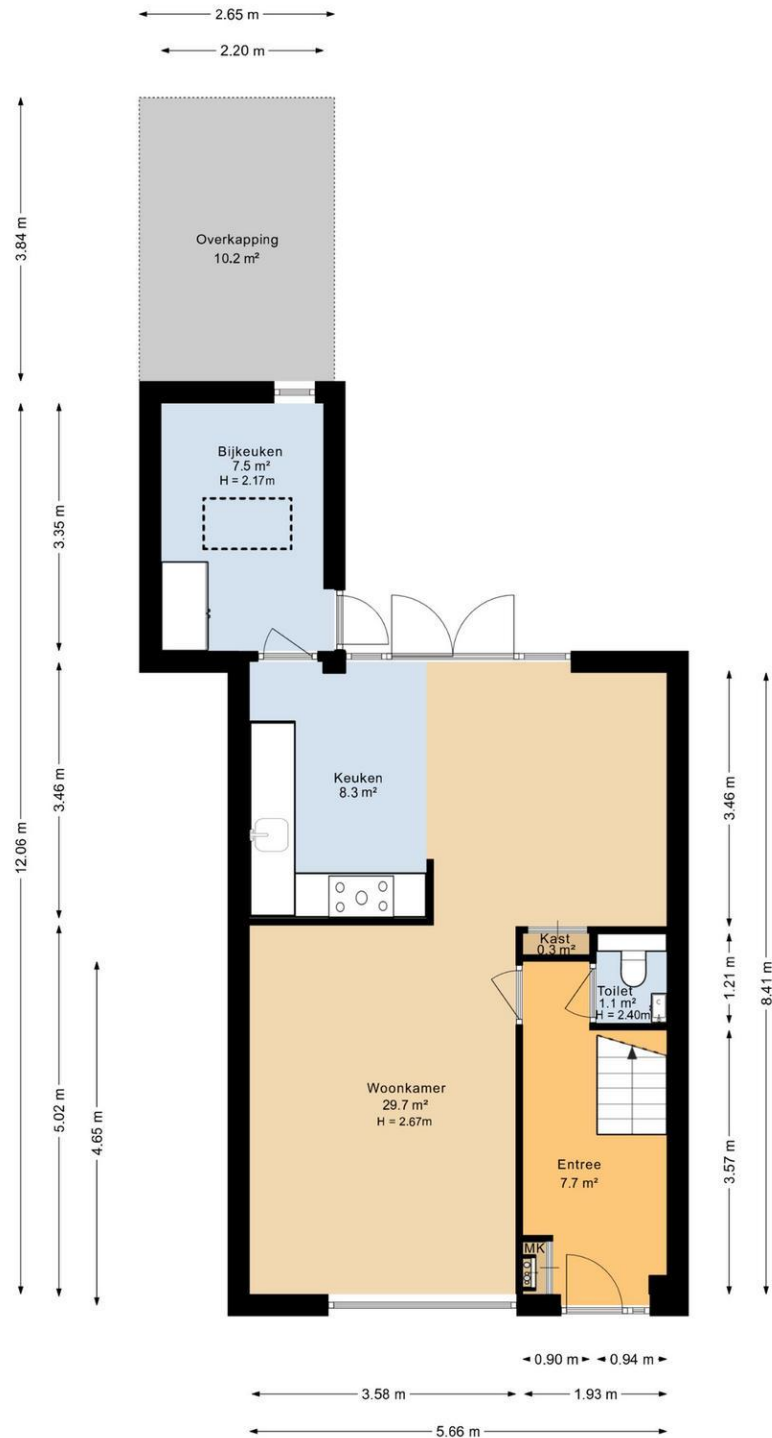 2.65 m
2.20 m
3.84 m
Overkapping
10.2 m²
Bijkeuken
7.5 m²
H = 2.17m
3.35 m
12.06 m
3.46 m
Keuken
8.3 m²
3.46 m
8.41 m
Kast
0.3 m²
1.21 m
Toilet
1.1 m²
H = 2.40m
5.02 m
4.65 m
Woonkamer
29.7 m²
H = 2.67m
3.57 m
Entree
7.7 m²
MK
0.90 m
0.94 m
3.58 m
1.93 m
5.66 m